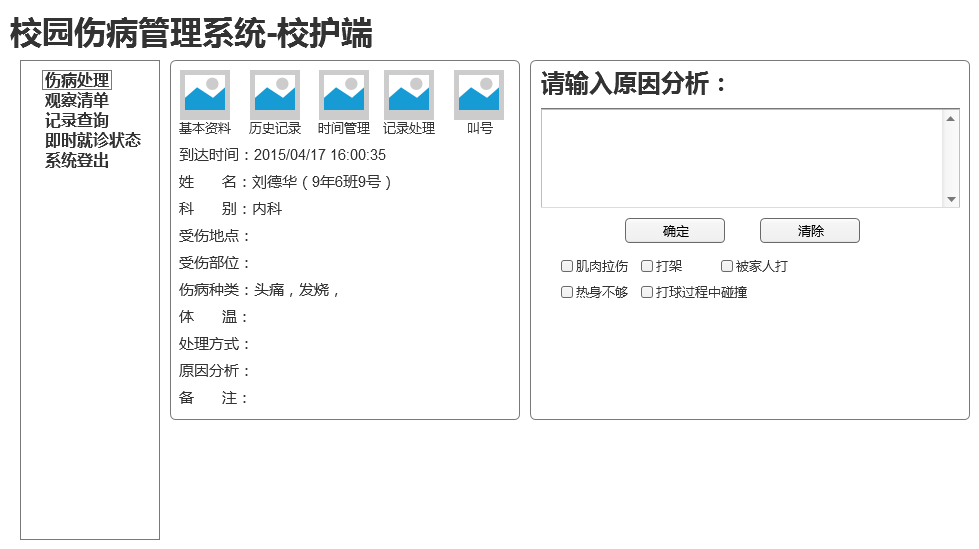 校园伤病管理系统-校护端
伤病处理
观察清单
记录查询
即时就诊状态
系统登出
基本资料 历史记录 时间管理 记录处理 叫号
到达时间：2015/04/17 16:00:35
姓 名：刘德华（9年6班9号）
科 别：内科
受伤地点：
受伤部位：
伤病种类：头痛，发烧，
体 温：
处理方式：
原因分析：
备 注：
请输入原因分析：
确定 清除
肌肉拉伤 打架 被家人打
热身不够 打球过程中碰撞